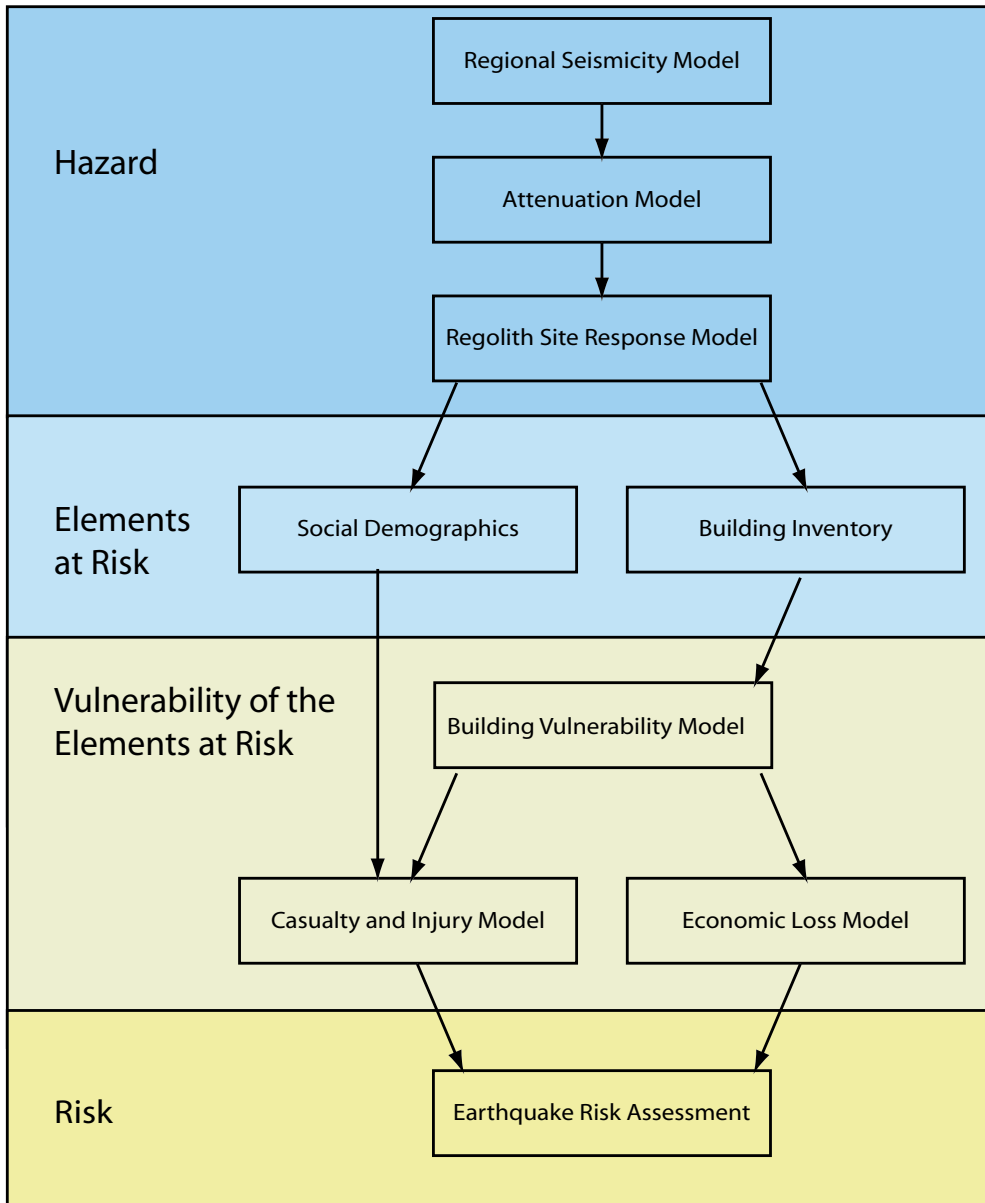 Regional Seismicity Model
Hazard
Attenuation Model
Regolith Site Response Model
Elements
at Risk
Social Demographics
Building Inventory
Vulnerability of the
Elements at Risk
Building Vulnerability Model
Casualty and Injury Model
Economic Loss Model
Risk
Earthquake Risk Assessment